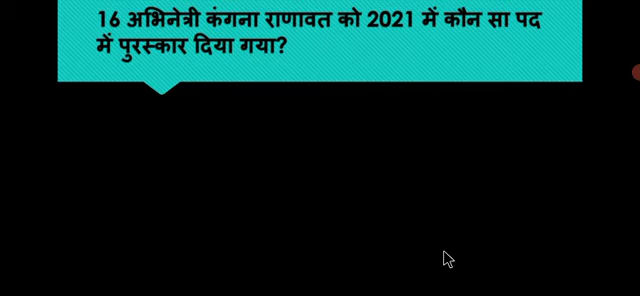 16 अभिनेत्री कंगना राणावत को 2021 में कौन सा पद
में पुरस्कार दिया गया?